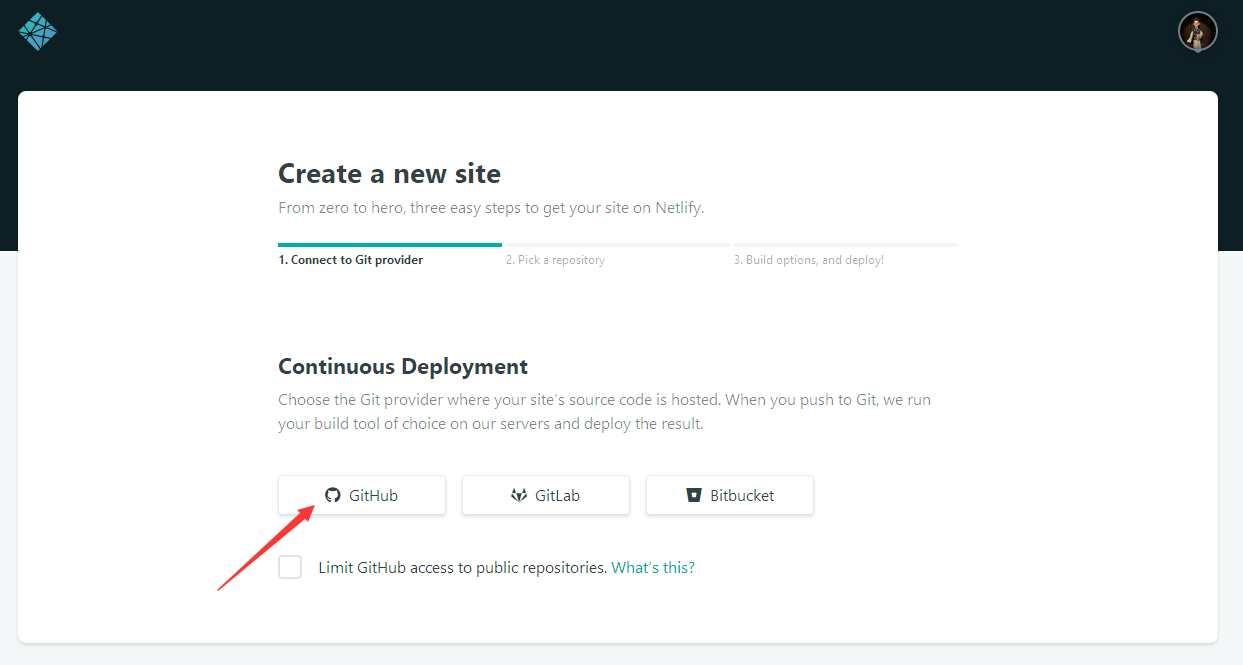 Create a new site
From zero to hero, three easy steps to get your site on Netlify.
1. Connect to Git provider
2. Pick a repository
3. Build options, and deploy!
Continuous Deployment
Choose the Git provider where your site's source code is hosted. When you push to Git, we run
your build tool of choice on our servers and deploy the result.
GitHub
GitLab
Bitbucket
Limit GitHub access to public repositories. What's this?